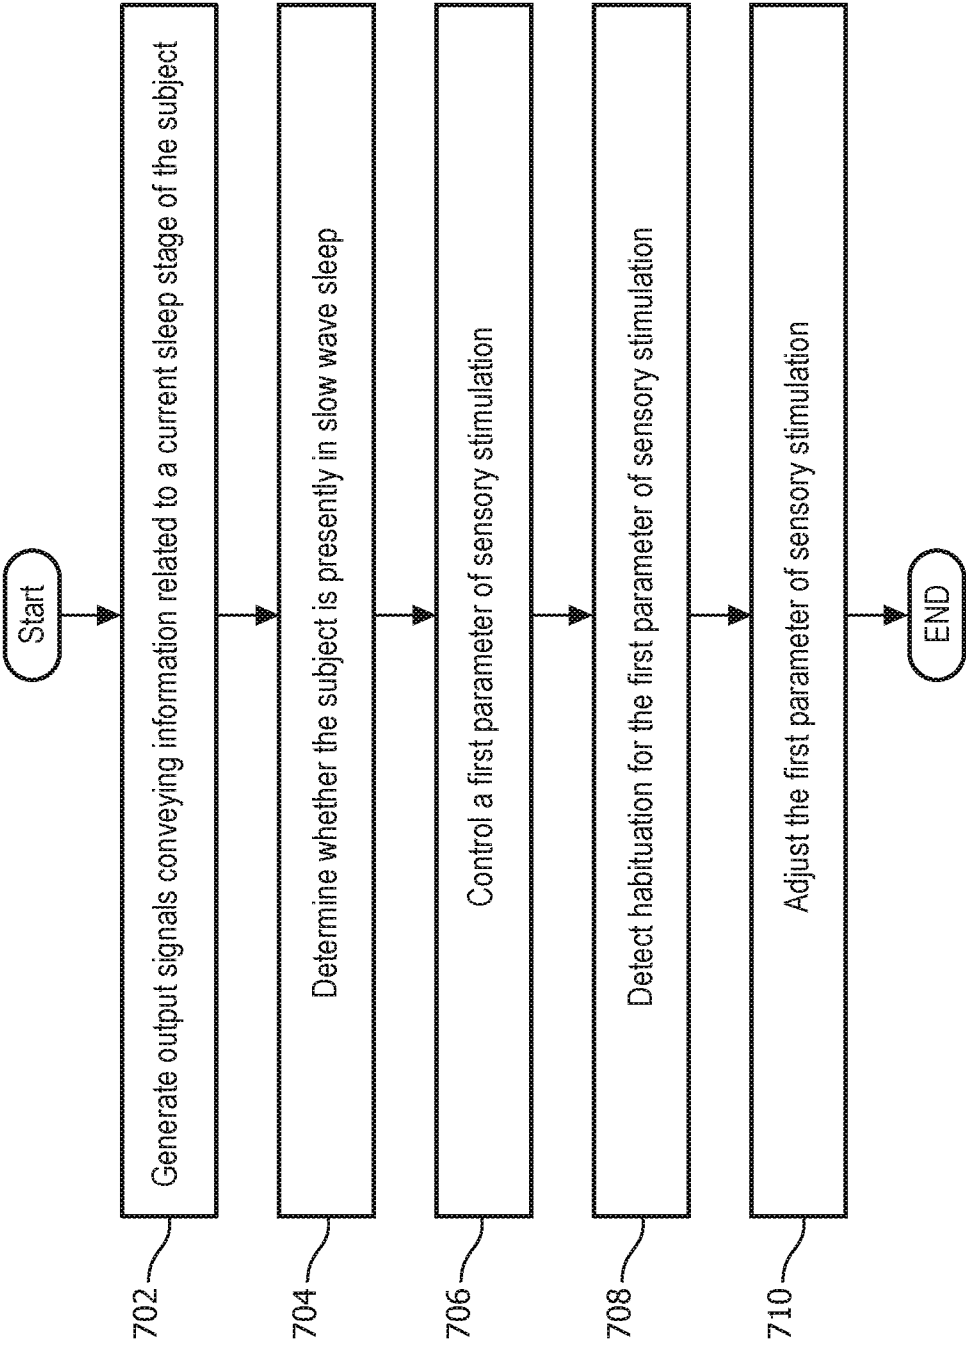 Start
702
Generate output signals conveying information related to a current sleep stage of the subject
704
Determine whether the subject is presently in slow wave sleep
706
Control a first parameter of sensory stimulation
708
Detect habituation for the first parameter of sensory stimulation
710
Adjust the first parameter of sensory stimulation
END